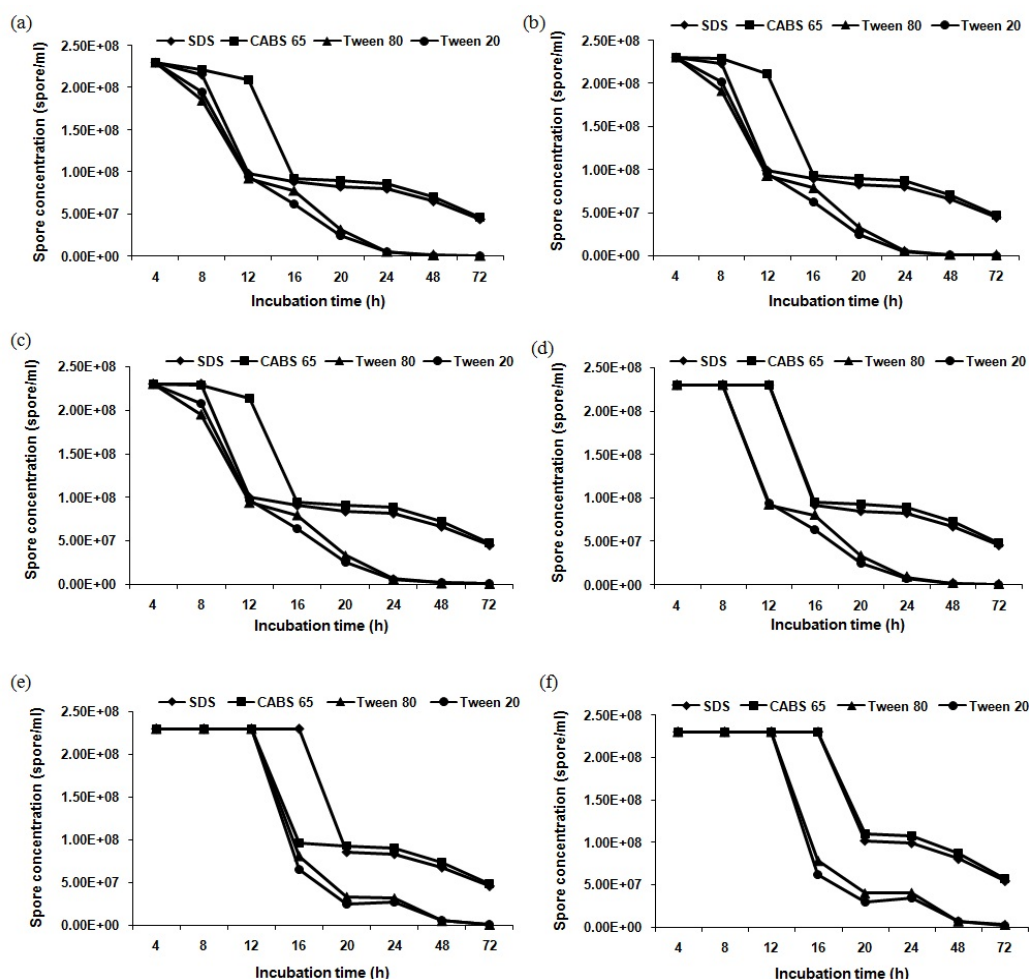 (a)
SDS CABS 65 Tween 80 Tween 20
2.50E+08
2.00E+08
1.50E+08
1.00E+08
5.00E+07
0.00E+00
Spore concentration (spore/ml)
4 8 12 16 20 24 48 72
Incubation time (h)
(b)
SDS CABS 65 Tween 80 Tween 20
2.50E+08
2.00E+08
1.50E+08
1.00E+08
5.00E+07
0.00E+00
Spore concentration (spore/ml)
4 8 12 16 20 24 48 72
Incubation time (h)
(c)
SDS CABS 65 Tween 80 Tween 20
2.50E+08
2.00E+08
1.50E+08
1.00E+08
5.00E+07
0.00E+00
Spore concentration (spore/ml)
4 8 12 16 20 24 48 72
Incubation time (h)
(d)
SDS CABS 65 Tween 80 Tween 20
2.50E+08
2.00E+08
1.50E+08
1.00E+08
5.00E+07
0.00E+00
Spore concentration (spore/ml)
4 8 12 16 20 24 48 72
Incubation time (h)
(e)
SDS CABS 65 Tween 80 Tween 20
2.50E+08
2.00E+08
1.50E+08
1.00E+08
5.00E+07
0.00E+00
Spore concentration (spore/ml)
4 8 12 16 20 24 48 72
Incubation time (h)
(f)
SDS CABS 65 Tween 80 Tween 20
2.50E+08
2.00E+08
1.50E+08
1.00E+08
5.00E+07
0.00E+00
Spore concentration (spore/ml)
4 8 12 16 20 24 48 72
Incubation time (h)